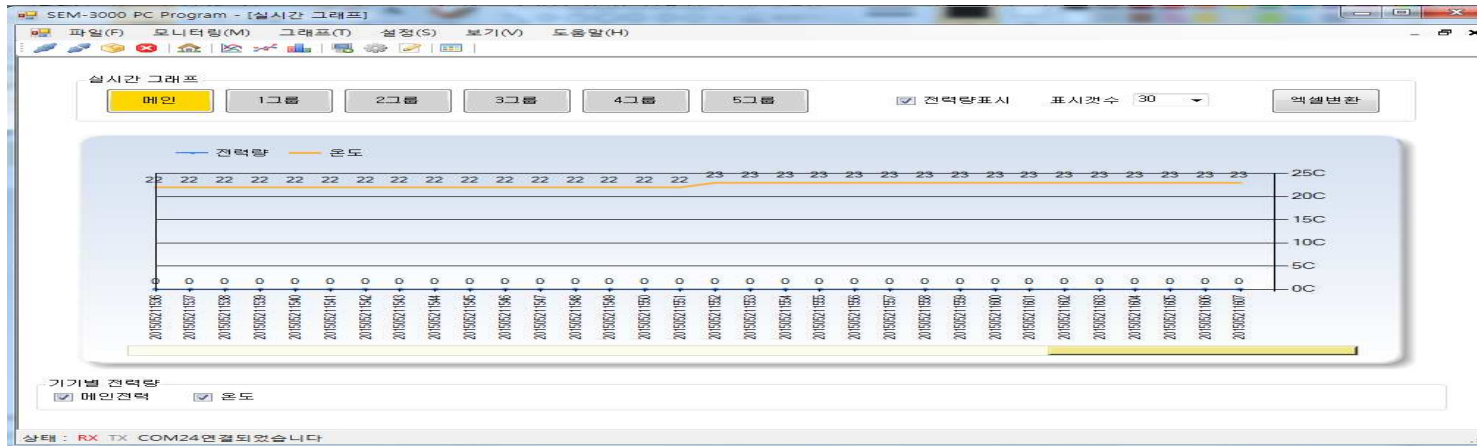 SEM-3000 PC Program - [실시간 그래프]
파일(F) 모니터링(M) 그래프(T) 설정(S) 보기(V) 도움말(H)
실시간 그래프
메인 1그룹 2그룹 3그룹 4그룹 5그룹 전력량표시 표시갯수 30 엑셀변환
전력량 온도
22 22 22 22 22 22 22 22 22 22 22 22 22 22 22 22 23 23 23 23 23 23 23 23 23 23 23 23 23 23 23 23
25C
20C
15C
10C
5C
0C
0 0 0 0 0 0 0 0 0 0 0 0 0 0 0 0 0 0 0 0 0 0 0 0 0 0 0 0 0 0 0 0
기기별 전력량
메인전력 온도
상태 : RX TX COM24연결되었습니다